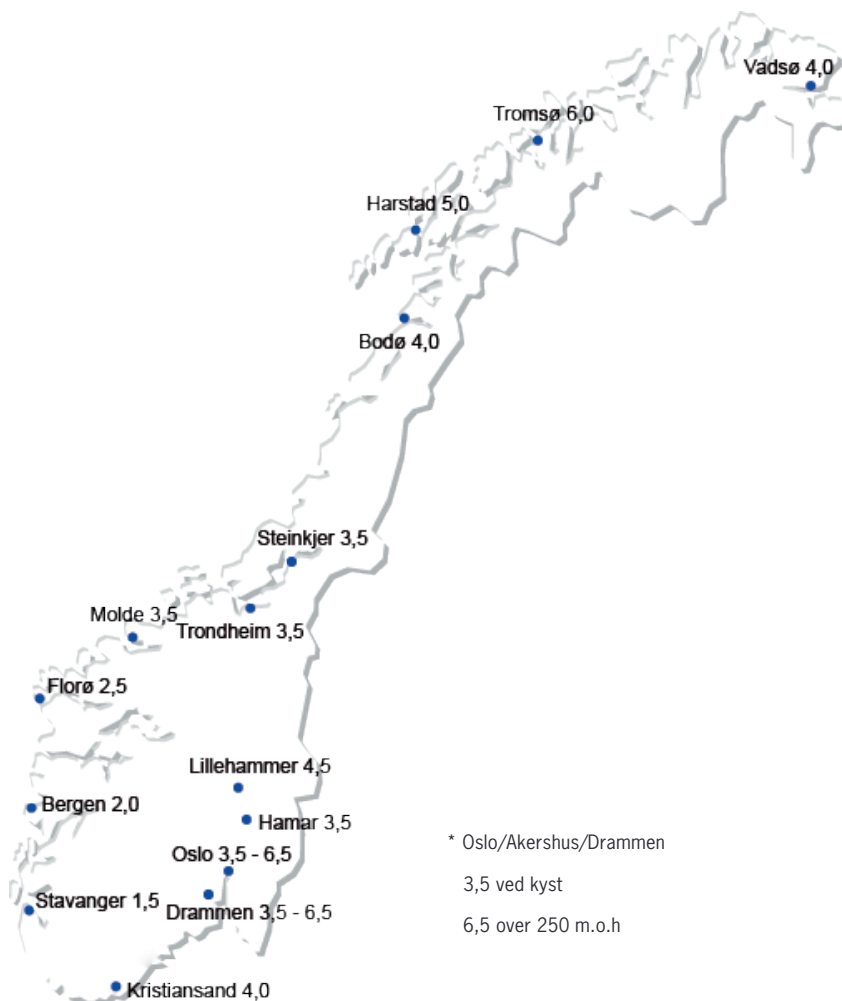 Vadsø 4,0
Tromsø 6,0
Harstad 5,0
Bodø 4,0
Steinkjer 3,5
Molde 3,5
Trondheim 3,5
Florø 2,5
Lillehammer 4,5
Bergen 2,0
Hamar 3,5
* Oslo/Akershus/Drammen
Oslo 3,5 - 6,5
3,5 ved kyst
Stavanger 1,5
Drammen 3,5 - 6,5
6,5 over 250 m.o.h
Kristiansand 4,0